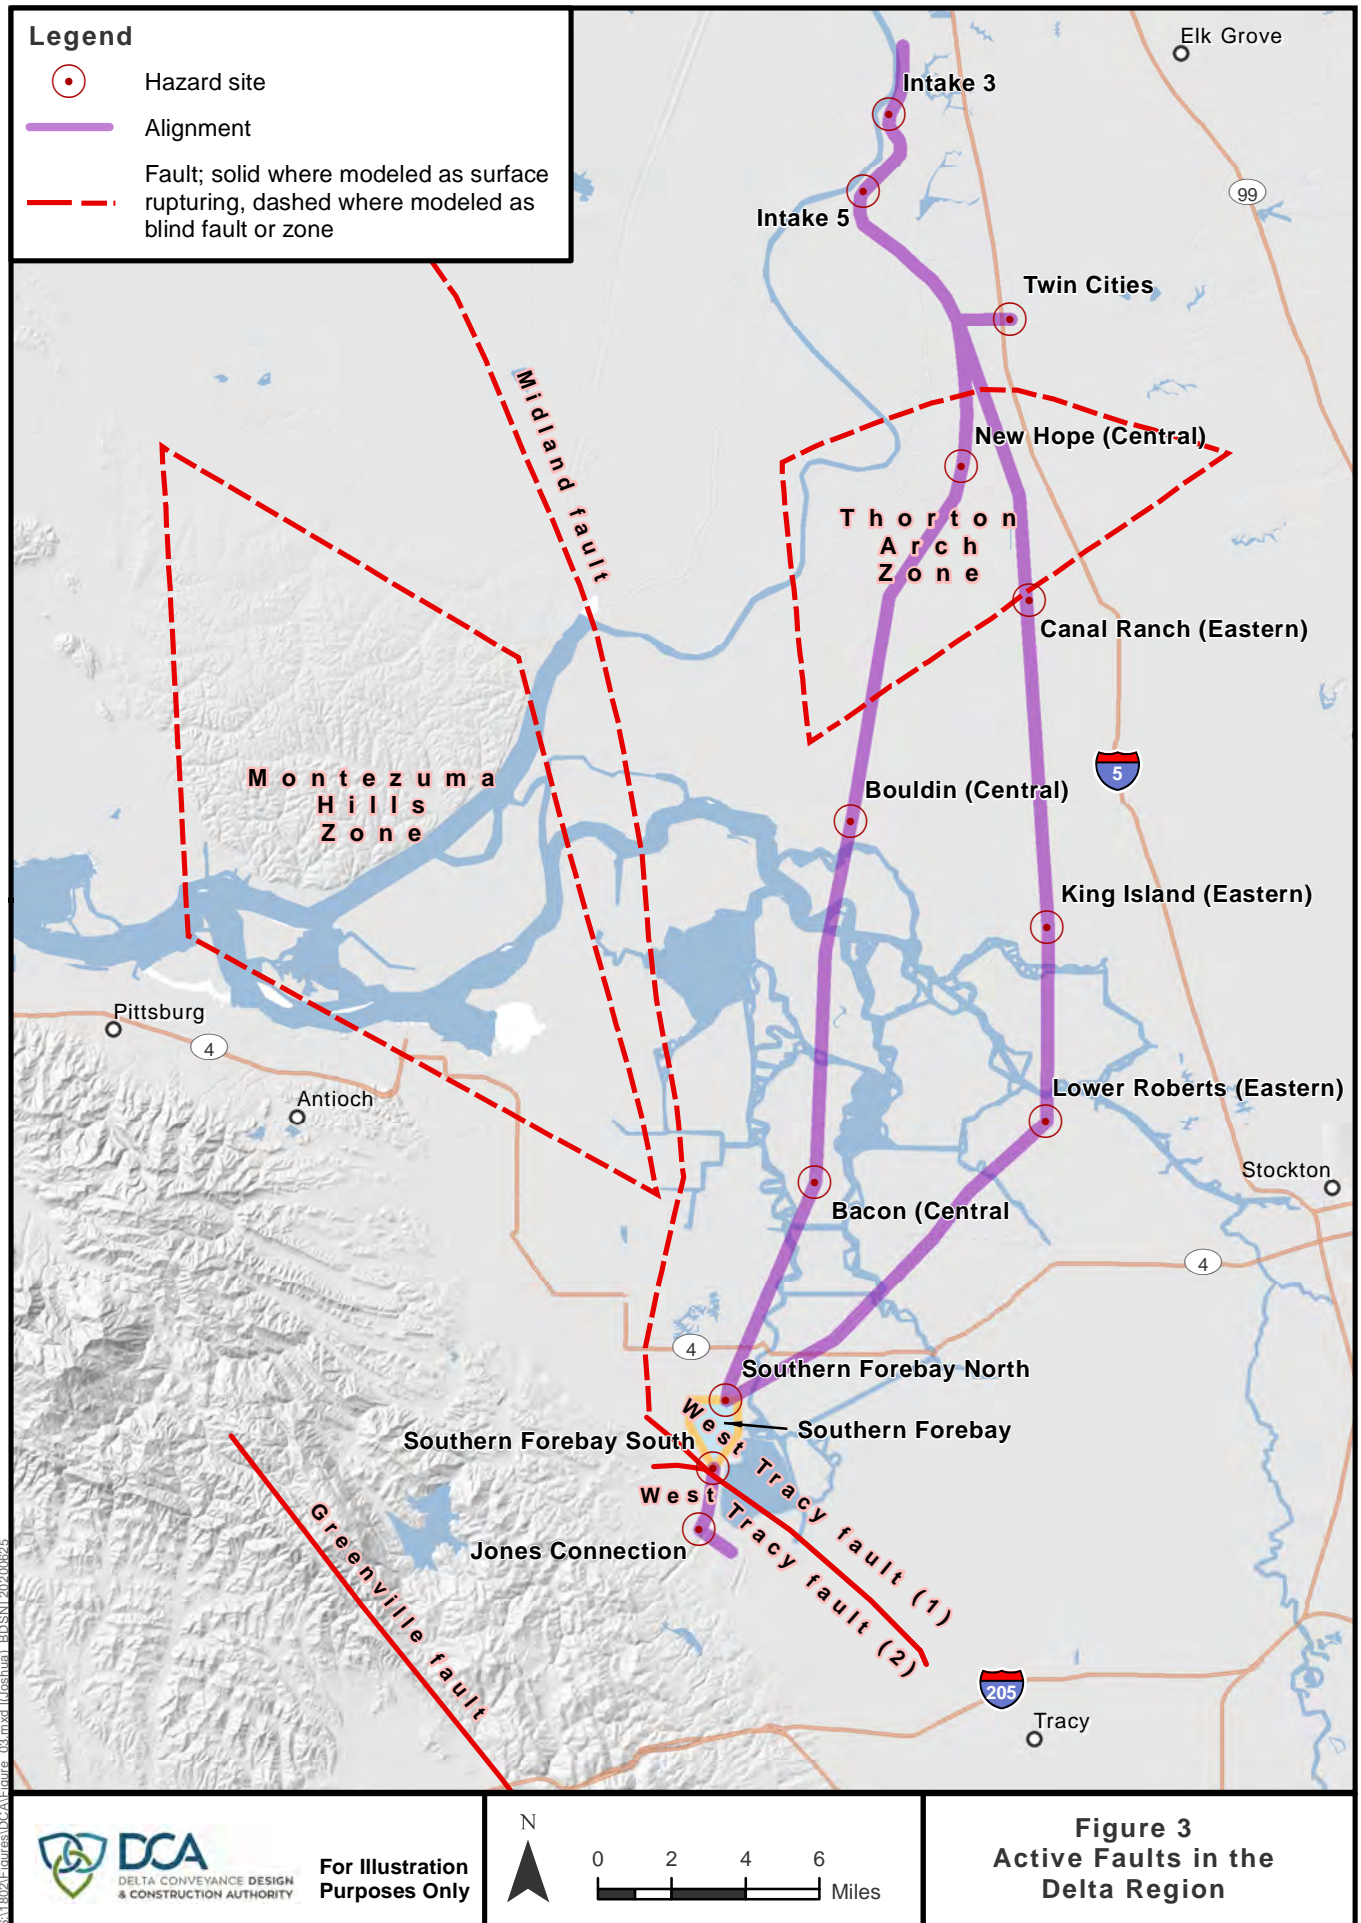 Legend
Hazard site
Alignment
Fault; solid where modeled as surface
rupturing, dashed where modeled as
blind fault or zone
Elk Grove
Intake 3
99
Intake 5
Twin Cities
Midland fault
New Hope (Central)
Thorton
Arch
Zone
Canal Ranch (Eastern)
5
Montezuma
Hills
Zone
Bouldin (Central)
King Island (Eastern)
Pittsburg
4
Antioch
Lower Roberts (Eastern)
Stockton
Bacon (Central
4
4
Southern Forebay North
Southern Forebay
Southern Forebay South
West Tracy fault (1)
West Tracy fault (2)
Jones Connection
Greenville fault
205
Tracy
DCA
DELTA CONVEYANCE DESIGN
& CONSTRUCTION AUTHORITY
For Illustration
Purposes Only
N
0 2 4 6
Miles
Figure 3
Active Faults in the
Delta Region